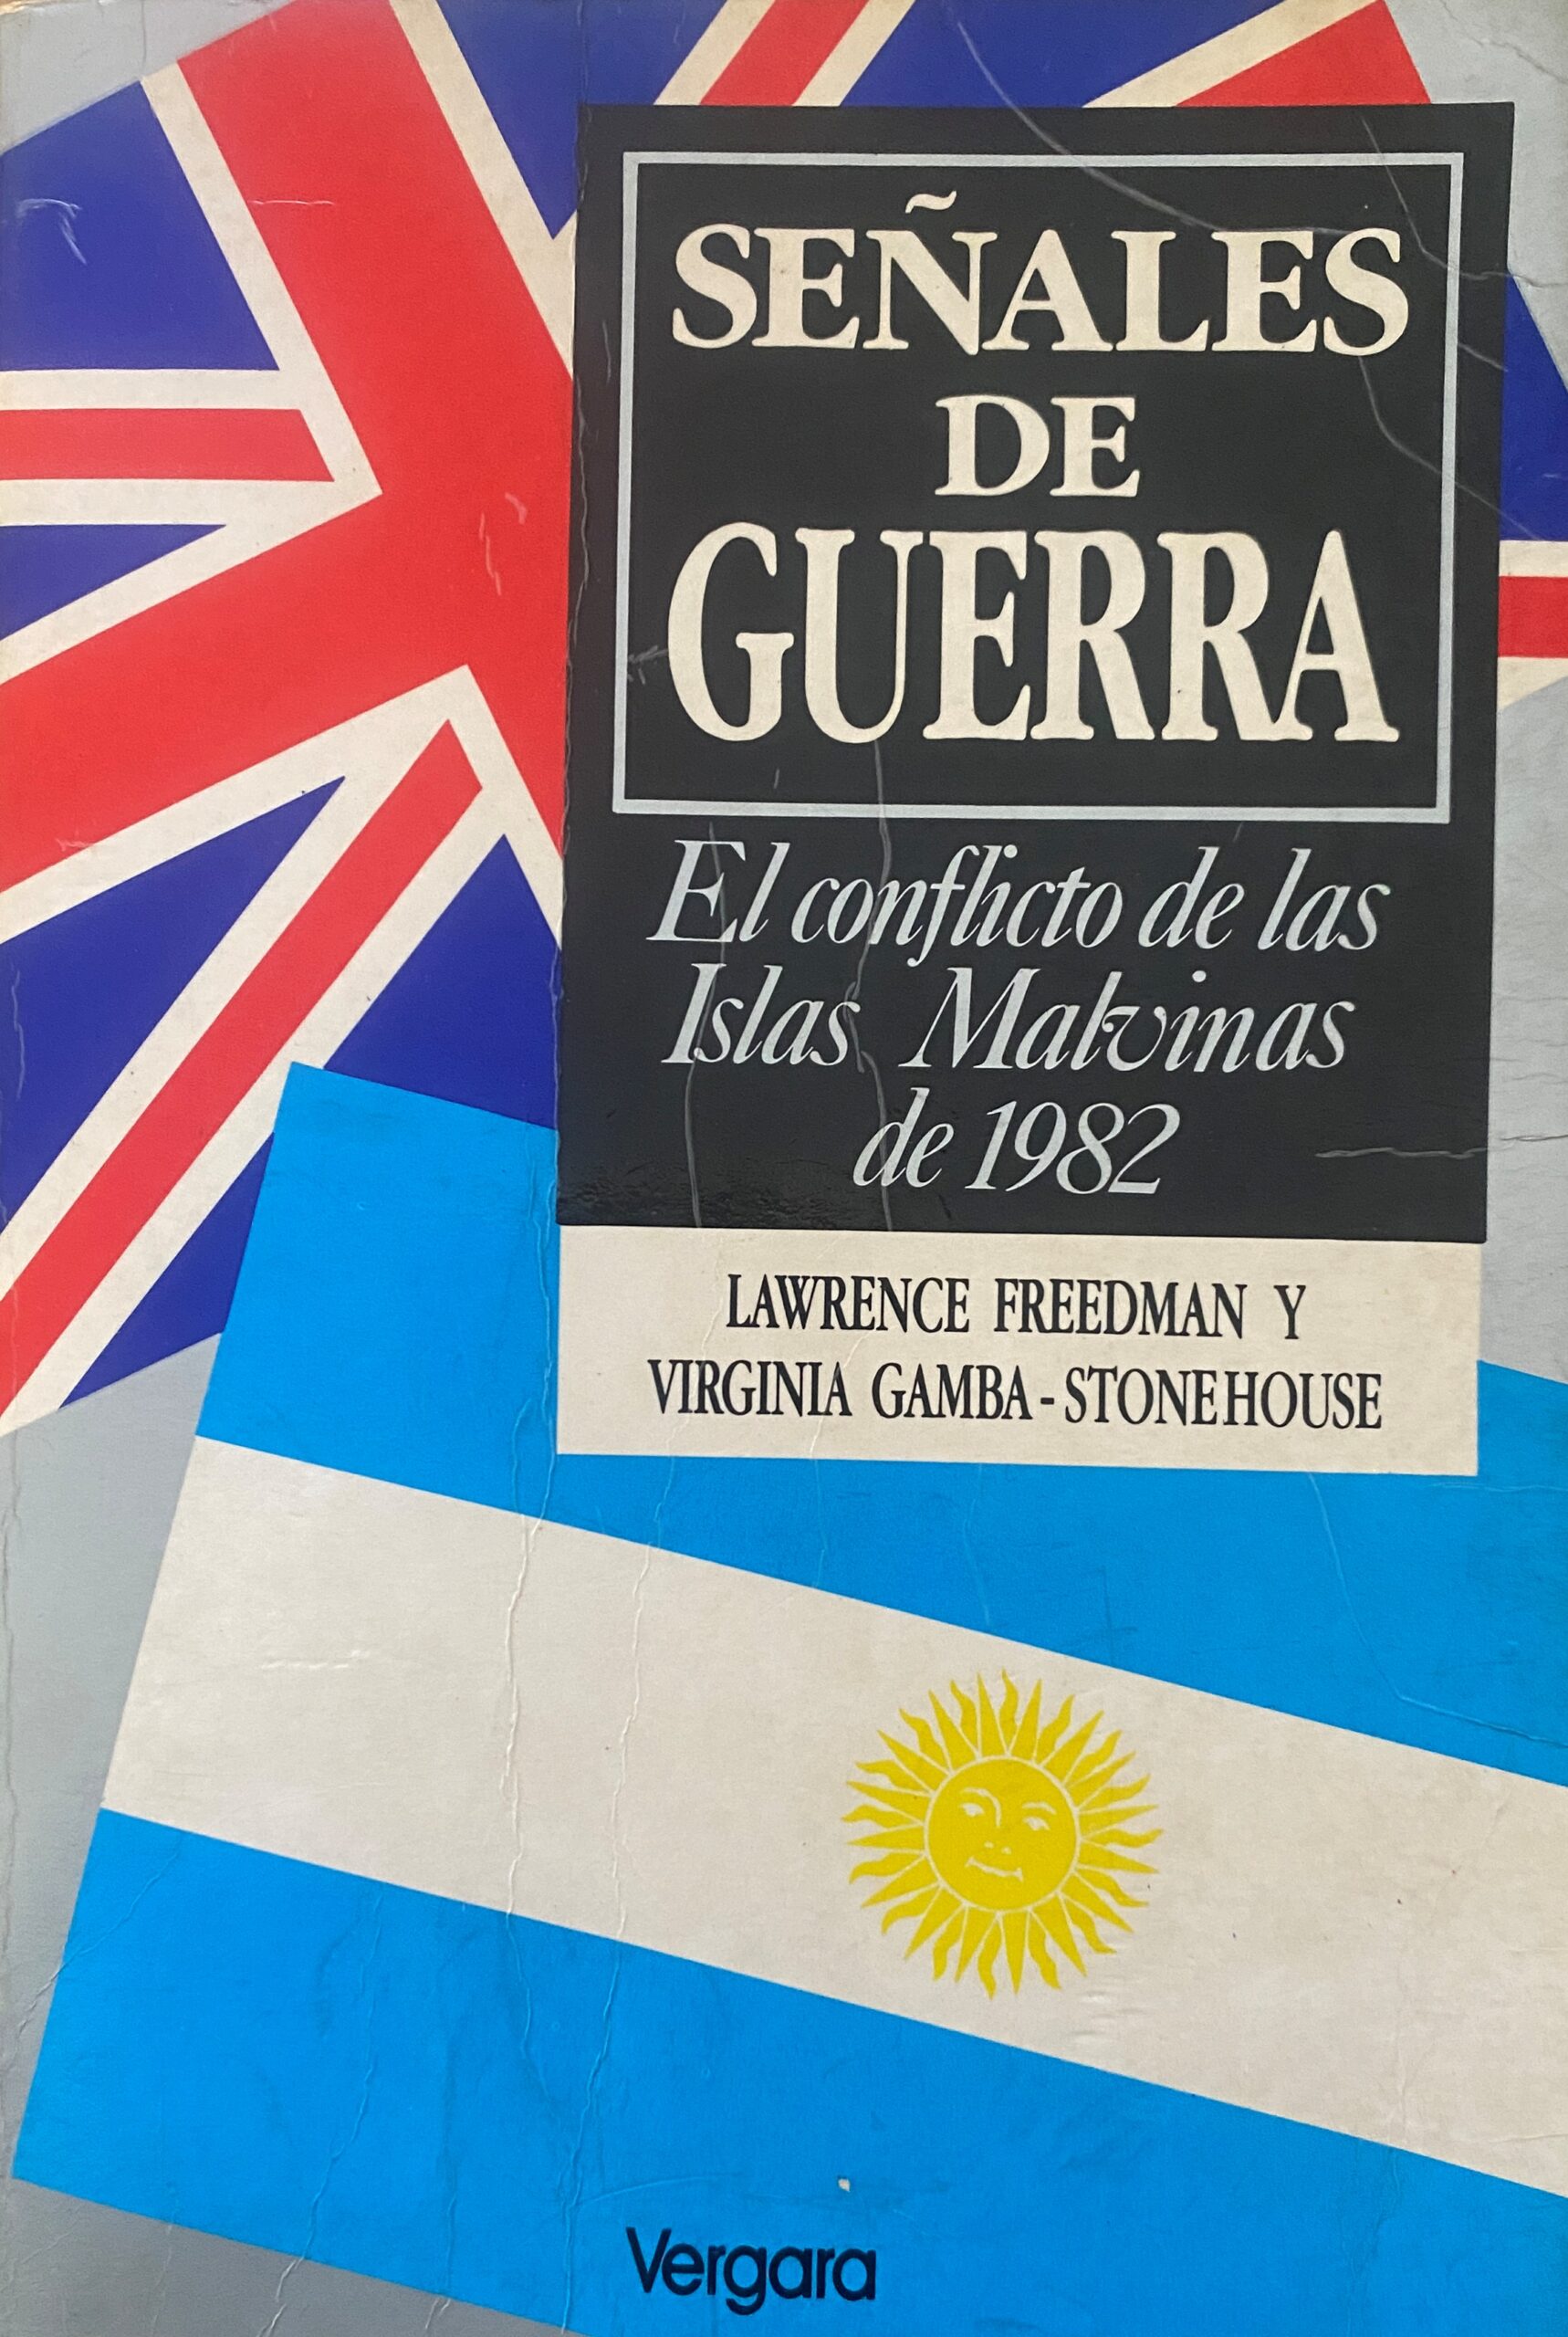 SEÑALES
DE
GUERRA
El conflicto de las
Islas Malvinas
de 1982
LAWRENCE FREEDMAN Y
VIRGINIA GAMBA-STONEHOUSE
Vergara